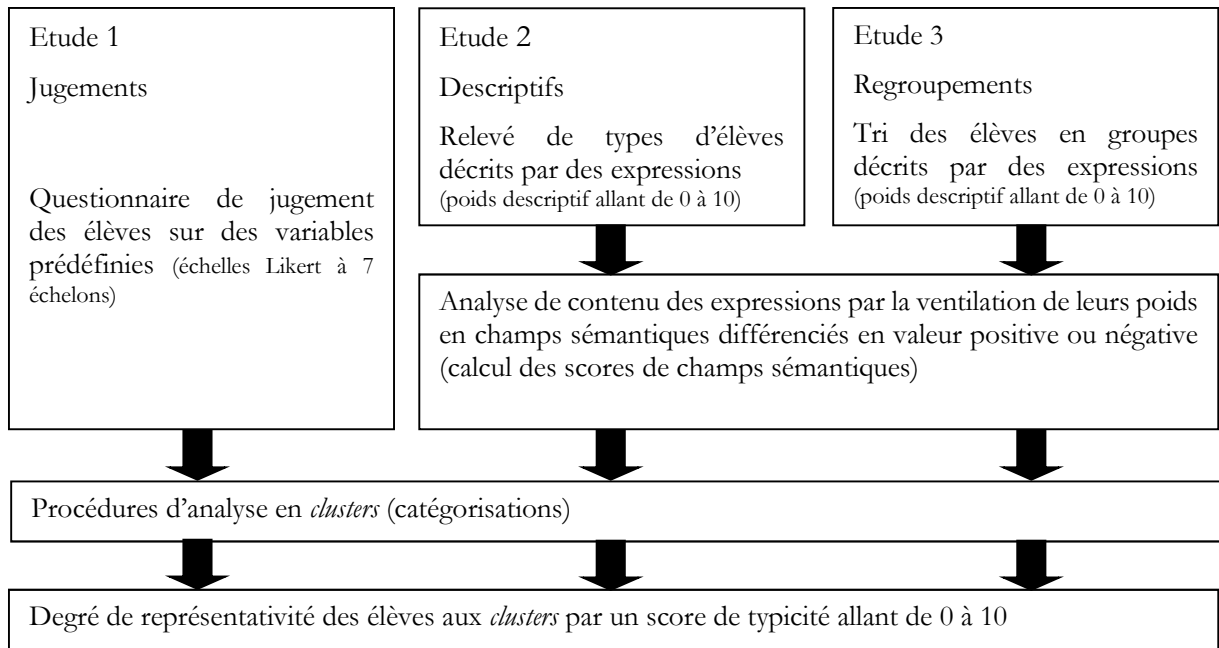 Etude 1
Jugements
Questionnaire de jugement
des élèves sur des variables
prédéfinies (échelles Likert à 7
échelons)
Etude 2
Descriptifs
Relevé de types d’élèves
décrits par des expressions
(poids descriptif allant de 0 à 10)
Etude 3
Regroupements
Tri des élèves en groupes
décrits par des expressions
(poids descriptif allant de 0 à 10)
Analyse de contenu des expressions par la ventilation de leurs poids
en champs sémantiques différenciés en valeur positive ou négative
(calcul des scores de champs sémantiques)
Procédures d’analyse en clusters (catégorisations)
Degré de représentativité des élèves aux clusters par un score de typicité allant de 0 à 10